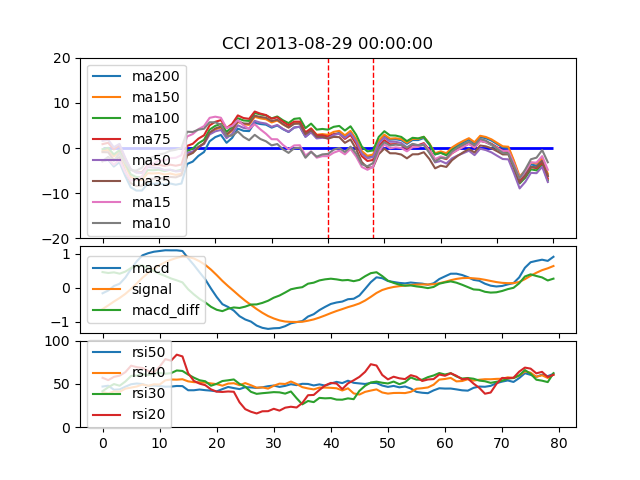 CCI 2013-08-29 00:00:00
20
10
0
−10
−20
ma200
ma150
ma100
ma75
ma50
ma35
ma15
ma10
1
0
−1
macd
signal
macd_diff
100
50
0
rsi50
rsi40
rsi30
rsi20
0 10 20 30 40 50 60 70 80